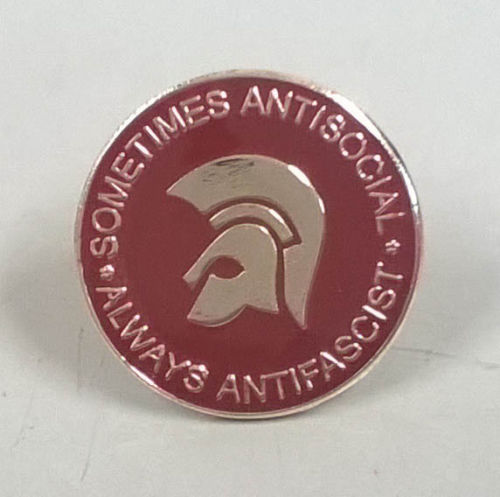 SOMETIMES ANTISOCIAL
ALWAYS ANTIFASCIST